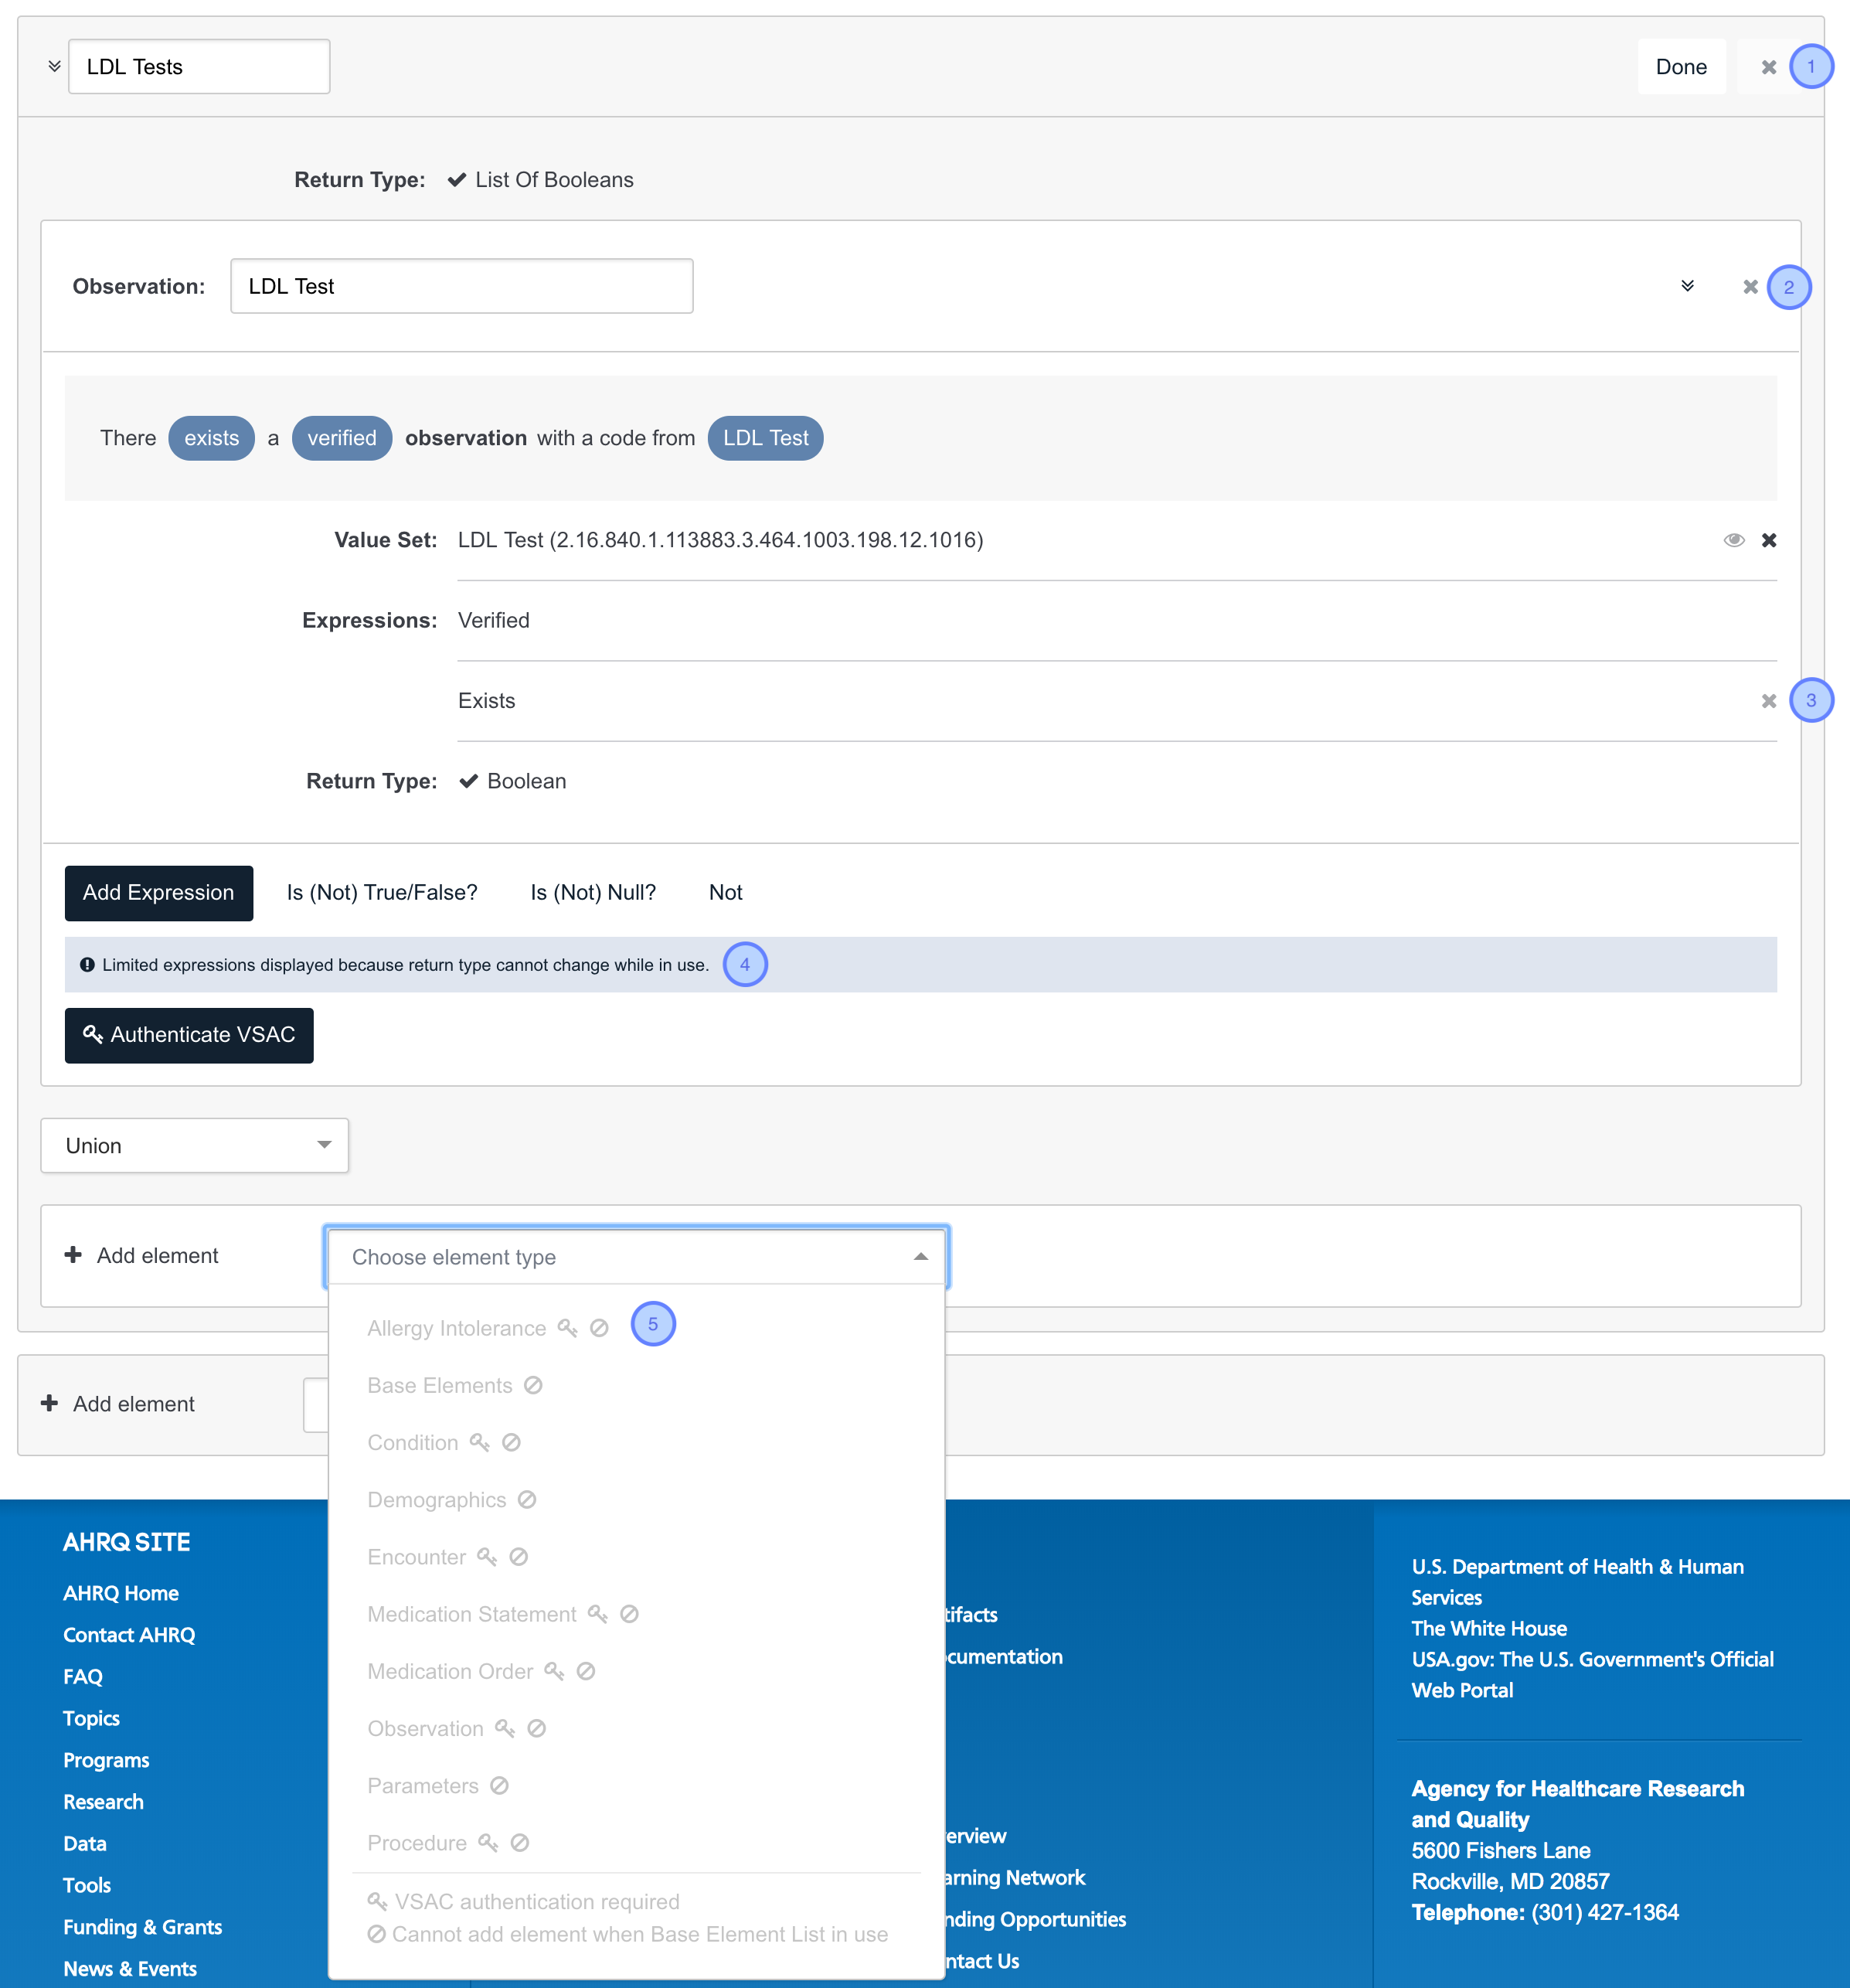 LDL Tests
Done
1
Return Type: List Of Booleans
Observation: LDL Test
2
There exists a verified observation with a code from LDL Test
Value Set: LDL Test (2.16.840.1.113883.3.464.1003.198.12.1016)
Expressions: Verified
Exists
3
Return Type: Boolean
Add Expression Is (Not) True/False? Is (Not) Null? Not
Limited expressions displayed because return type cannot change while in use. 4
Authenticate VSAC
Union
Add element
Choose element type
Allergy Intolerance 5
Base Elements
Condition
Demographics
Encounter
Medication Statement
Medication Order
Observation
Parameters
Procedure
VSAC authentication required
Cannot add element when Base Element List in use
Add element
AHRQ SITE
AHRQ Home
Contact AHRQ
FAQ
Topics
Programs
Research
Data
Tools
Funding & Grants
News & Events
tifacts
cumentation
erview
arning Network
nding Opportunities
ntact Us
U.S. Department of Health & Human
Services
The White House
USA.gov: The U.S. Government's Official
Web Portal
Agency for Healthcare Research
and Quality
5600 Fishers Lane
Rockville, MD 20857
Telephone: (301) 427-1364